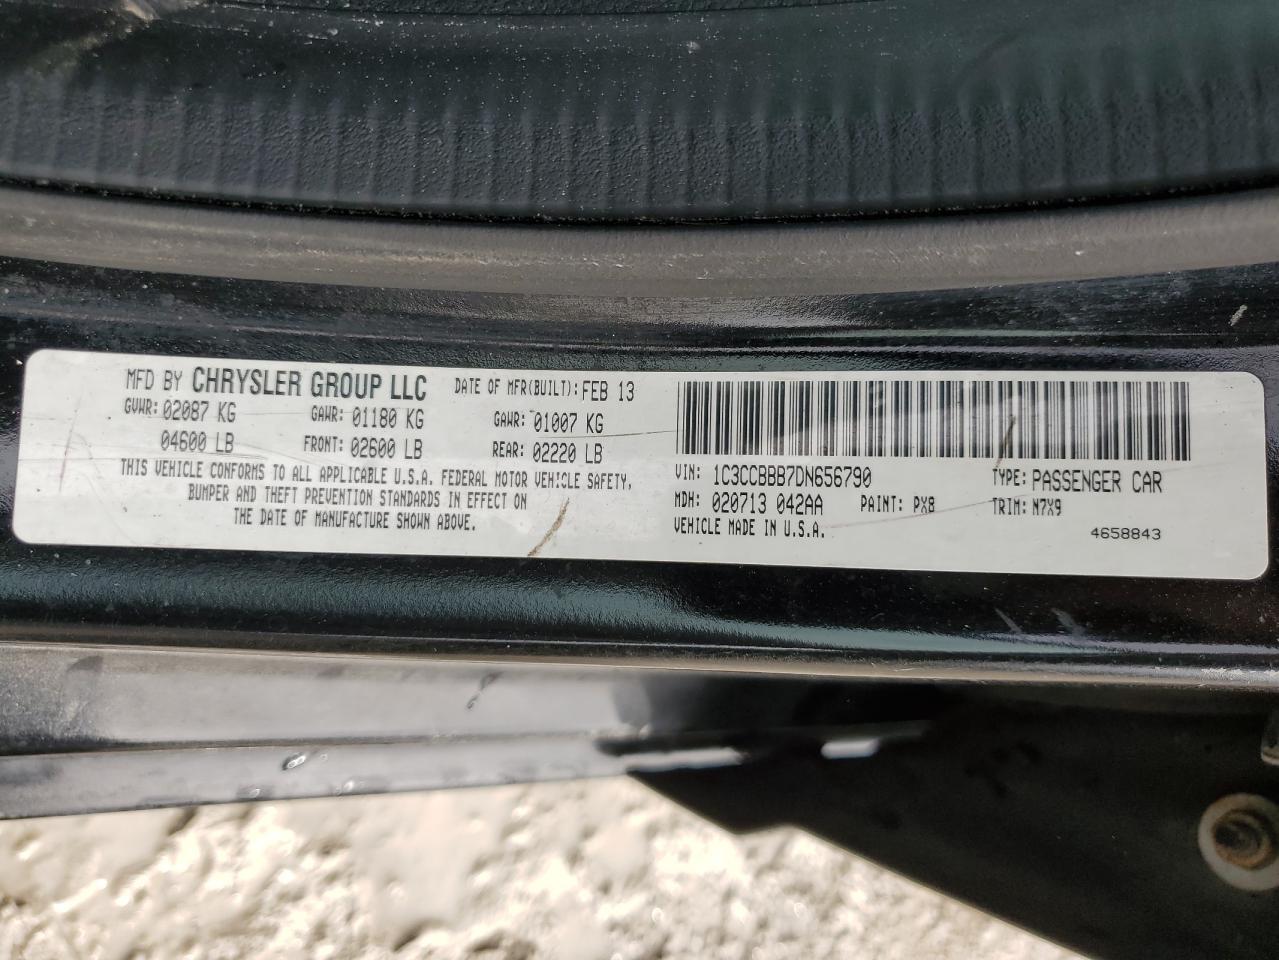 MFD BY CHRYSLER GROUP LLC DATE OF MFR(BUILT): FEB 13
GVWR: 02087 KG GAWR: 01180 KG GAWR: 01007 KG
04600 LB FRONT: 02600 LB REAR: 02220 LB
THIS VEHICLE CONFORMS TO ALL APPLICABLE U.S.A. FEDERAL MOTOR VEHICLE SAFETY,
BUMPER AND THEFT PREVENTION STANDARDS IN EFFECT ON
THE DATE OF MANUFACTURE SHOWN ABOVE.
VIN: 1C3CCBBB7DN656790 TYPE: PASSENGER CAR
MDH: 020713 042AA PAINT: PX8 TRIM: N7X9
VEHICLE MADE IN U.S.A. 4658843